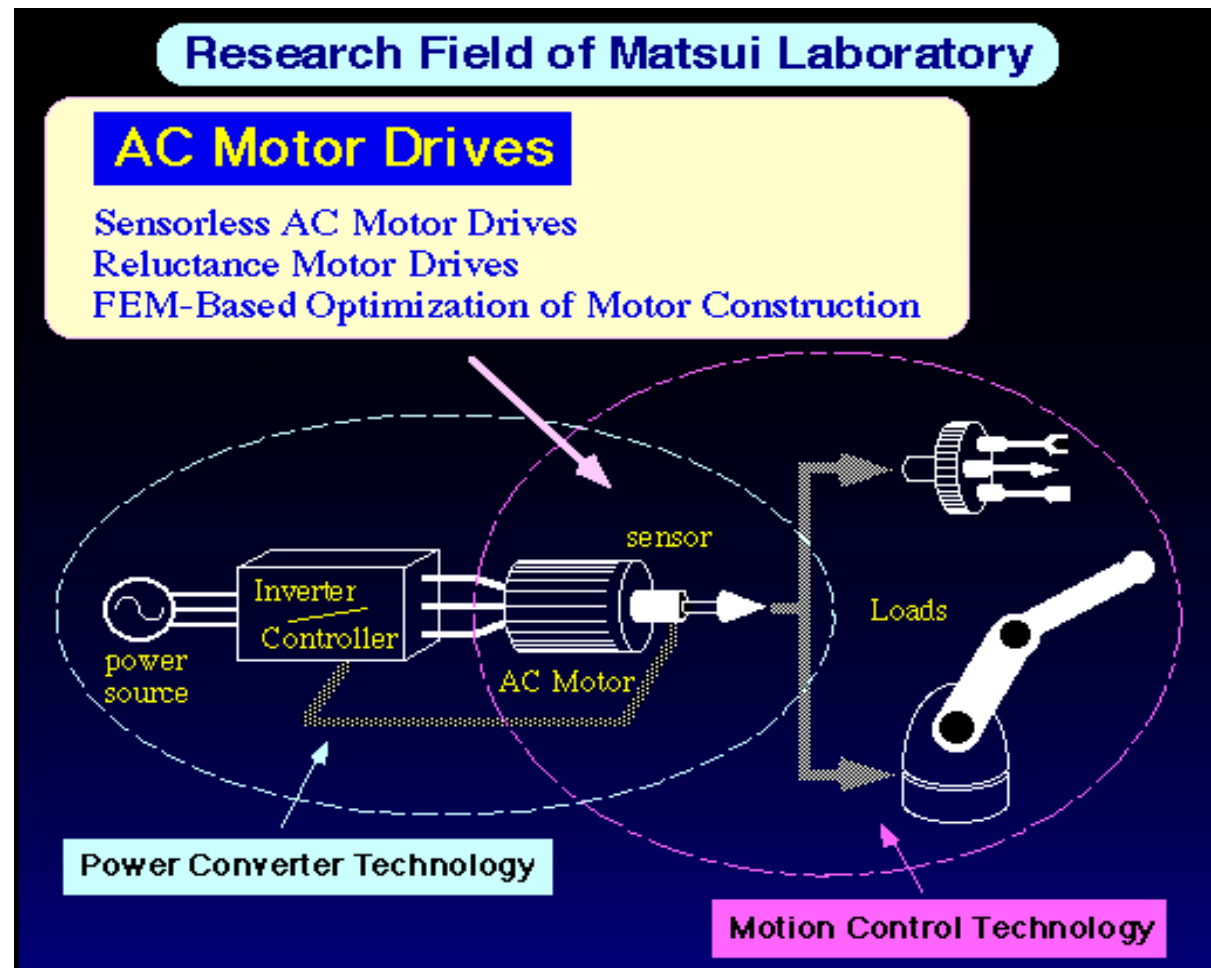 Research Field of Matsui Laboratory
AC Motor Drives
Sensorless AC Motor Drives
Reluctance Motor Drives
FEM-Based Optimization of Motor Construction
sensor
Inverter
Controller
Loads
power
source
AC Motor
Power Converter Technology
Motion Control Technology